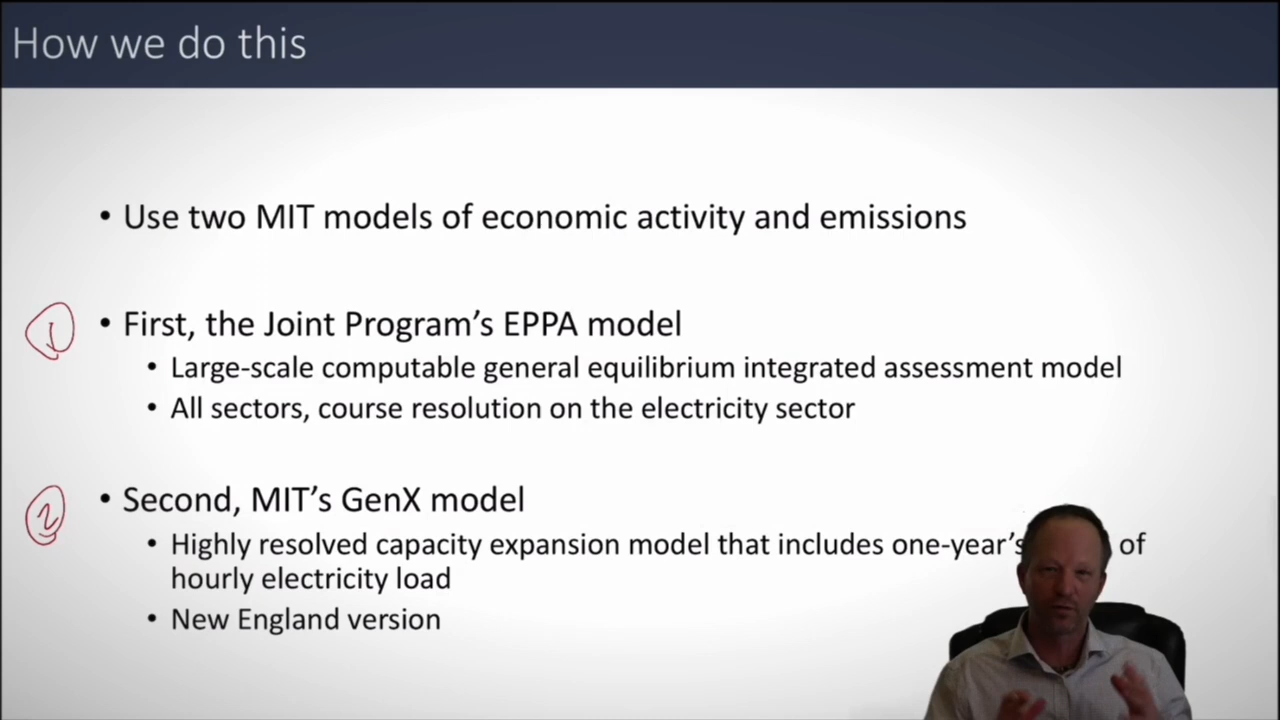 How we do this
• Use two MIT models of economic activity and emissions
1
• First, the Joint Program's EPPA model
• Large-scale computable general equilibrium integrated assessment model
• All sectors, course resolution on the electricity sector
2
• Second, MIT's GenX model
• Highly resolved capacity expansion model that includes one-year's of
hourly electricity load
• New England version